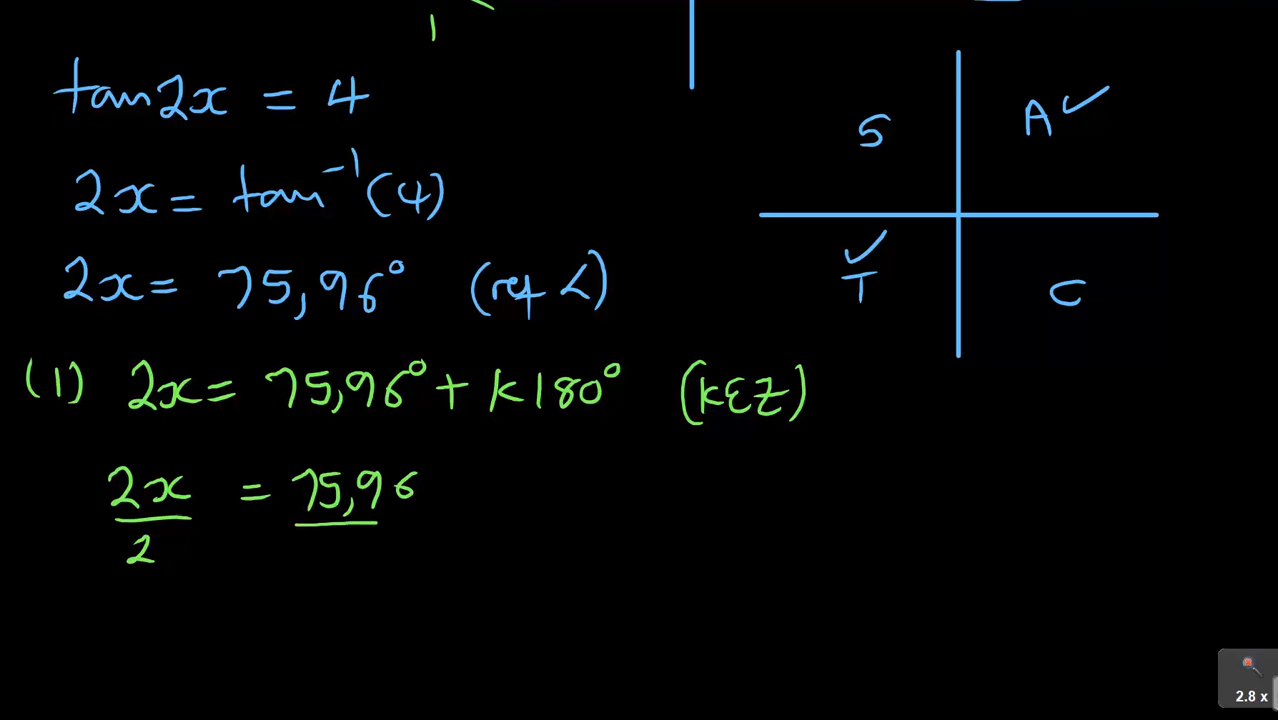 1
tan2x = 4
S
A ✓
2x = tan⁻¹(4)
✓
T
C
2x = 75,96° (ref ∠)
(1) 2x = 75,96° + k180° (k∈Z)
2x/2 = 75,96
2.8 x